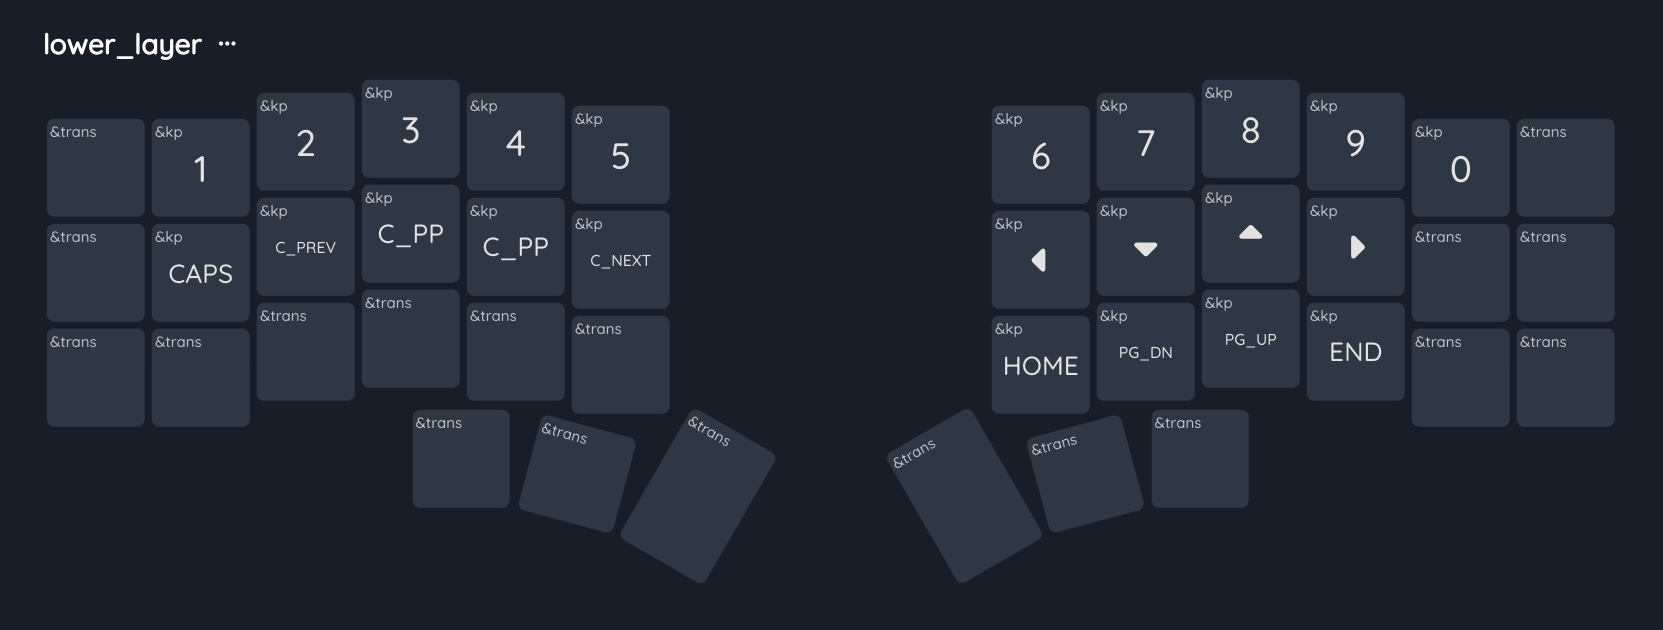 lower_layer ...
&trans &kp 1 &kp 2 &kp 3 &kp 4 &kp 5 &kp 6 &kp 7 &kp 8 &kp 9 &kp 0 &trans
&trans &kp CAPS &kp C_PREV &kp C_PP &kp C_PP &kp C_NEXT &kp &kp &kp &kp &trans &trans
&trans &trans &trans &trans &trans &trans &kp HOME &kp PG_DN &kp PG_UP &kp END &trans &trans
&trans &trans &trans &trans &trans &trans